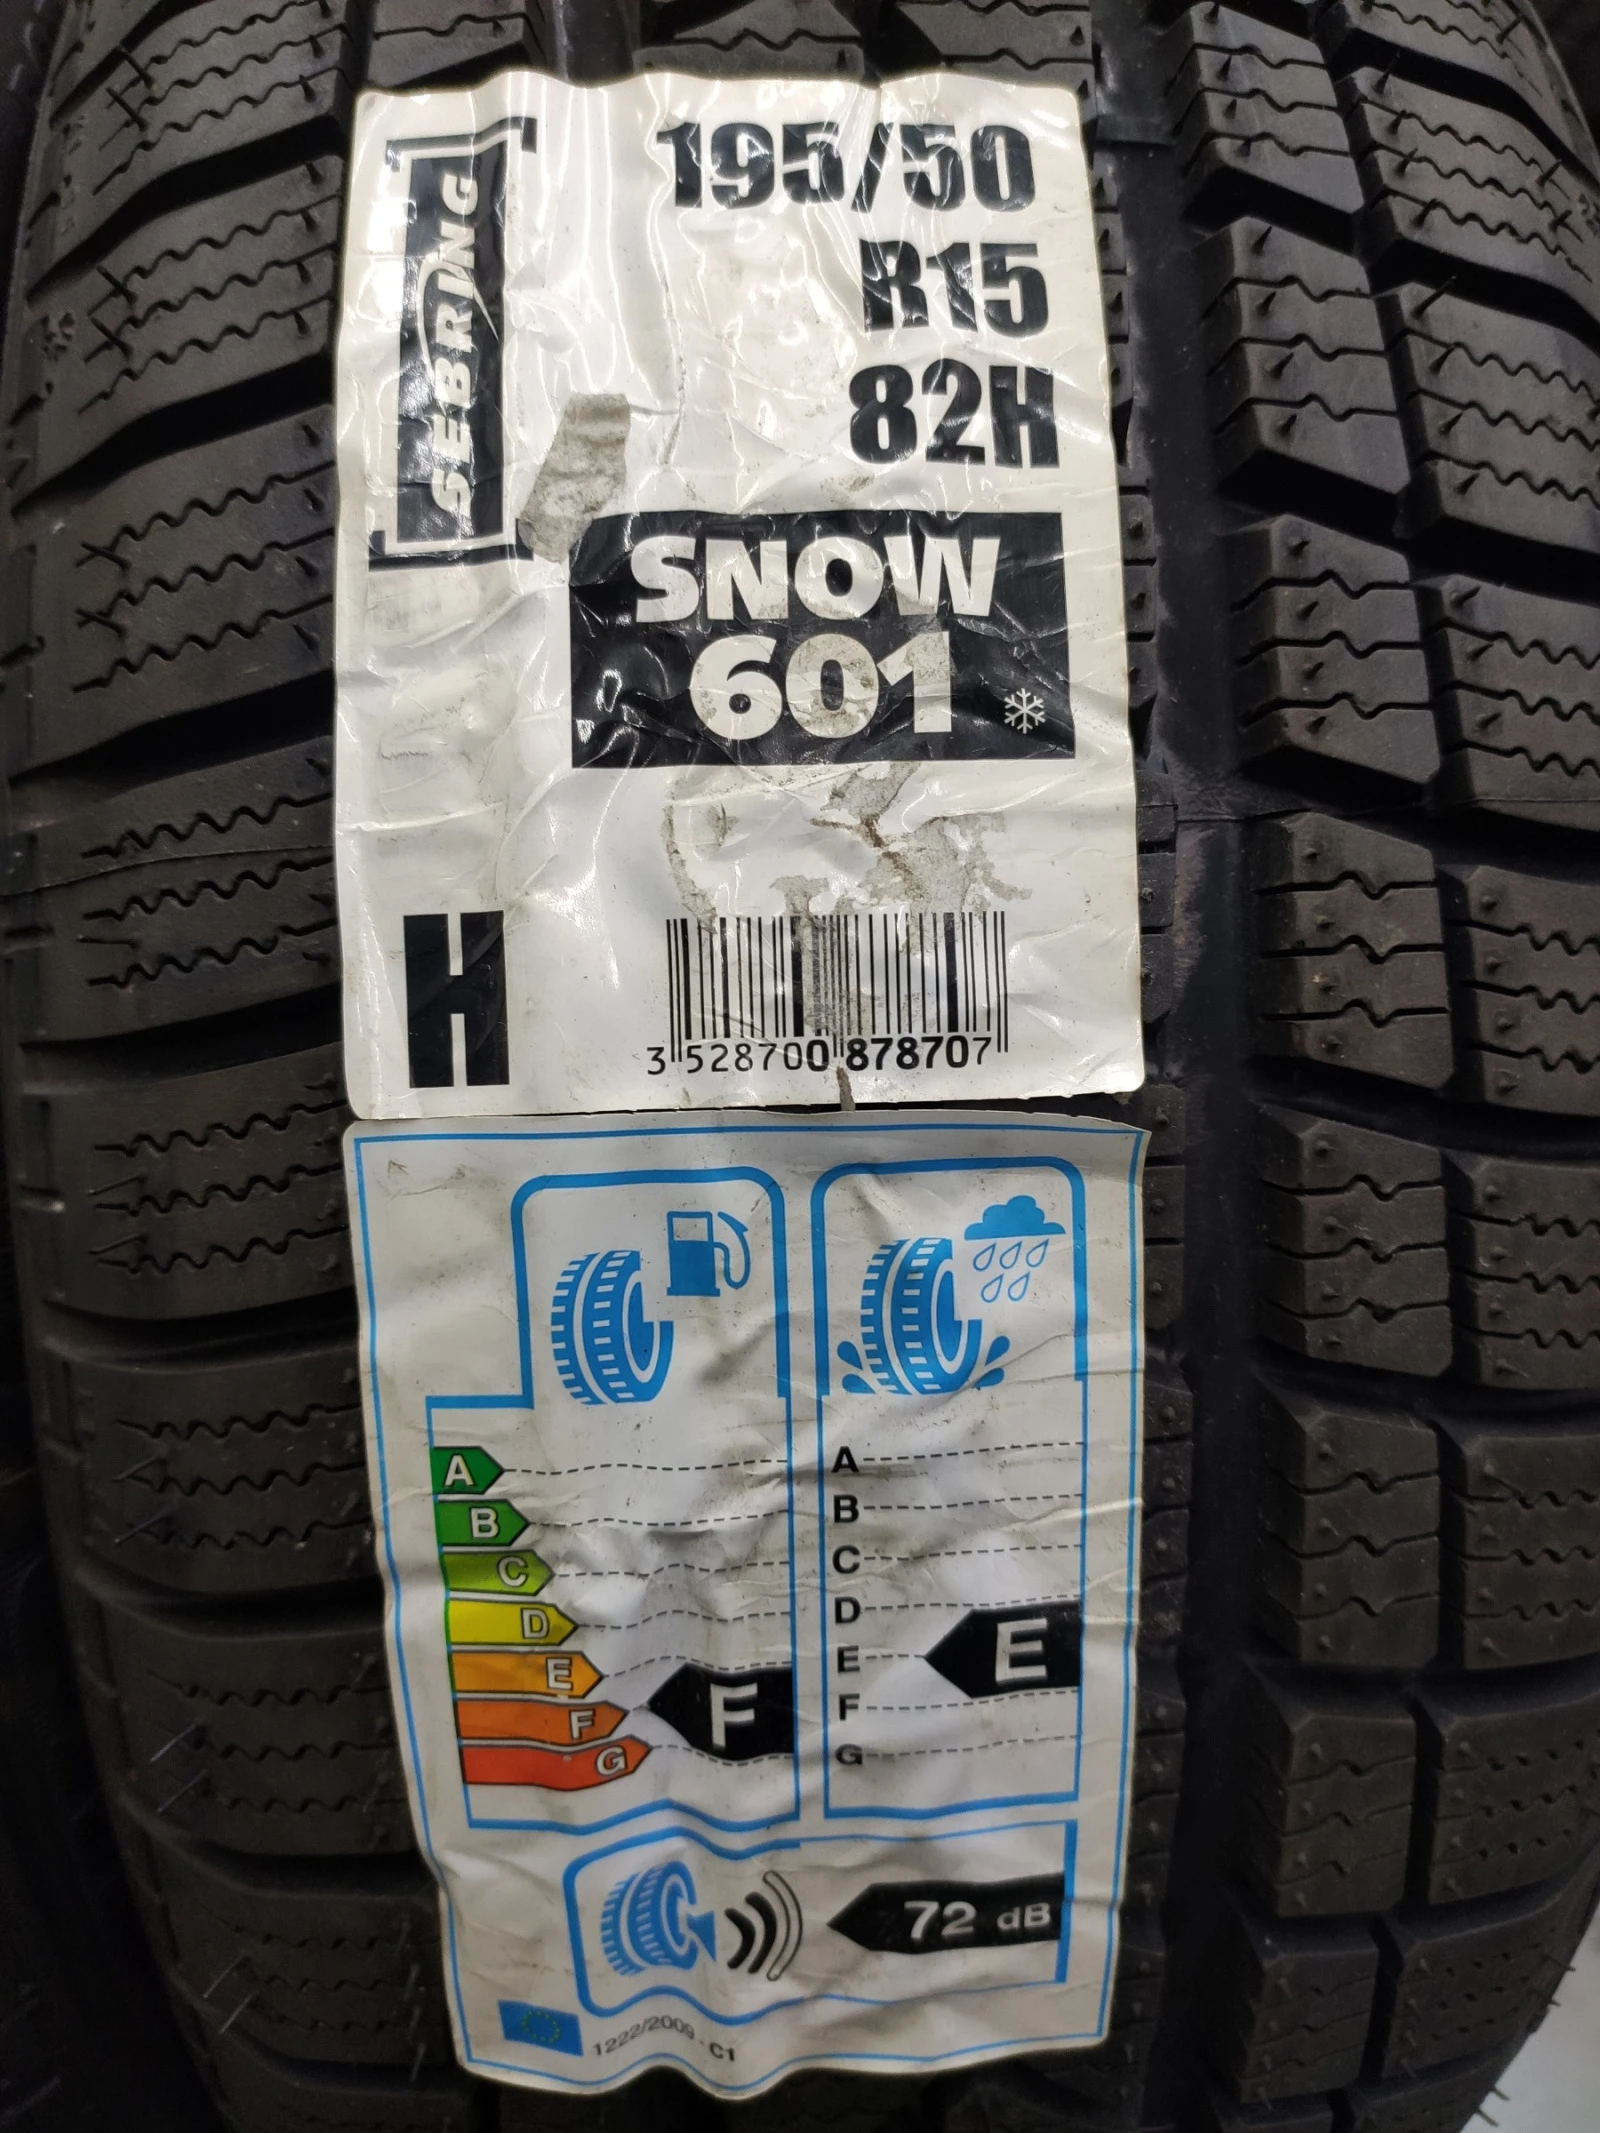 SEBRING
195/50
R15
82H
SNOW
601
H
3 528700 878707
A
B
C
D
E
F
G
F
A
B
C
D
E
F
G
E
72 dB
1222/2009 - C1